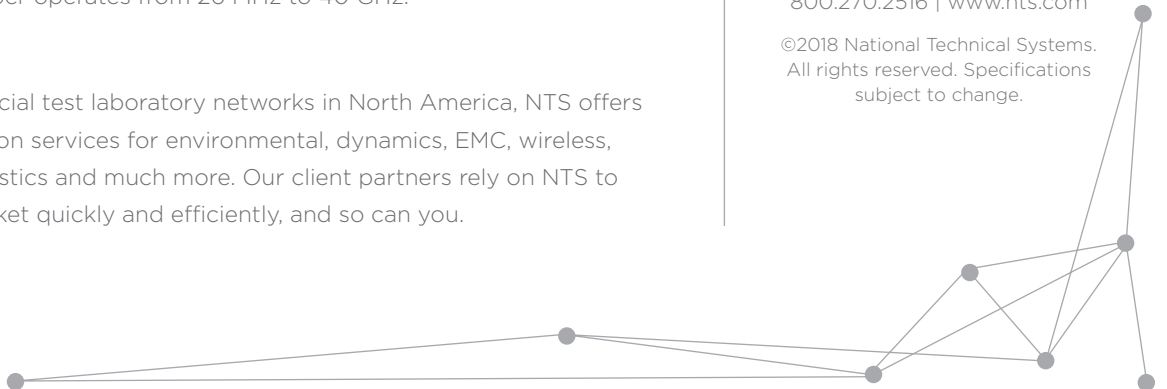 operates from 20 MHz to 40 GHz.
cial test laboratory networks in North America, NTS offers
on services for environmental, dynamics, EMC, wireless,
stics and much more. Our client partners rely on NTS to
ket quickly and efficiently, and so can you.
800.270.2516 | www.nts.com
©2018 National Technical Systems.
All rights reserved. Specifications
subject to change.